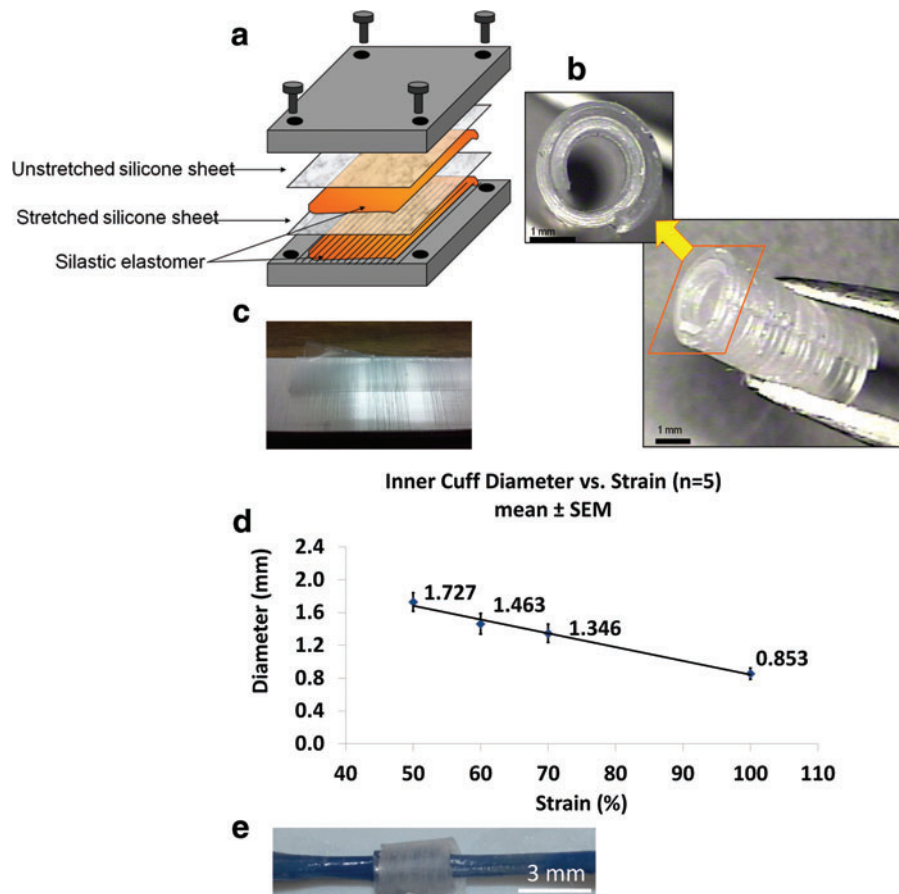 a
b
Unstretched silicone sheet
Stretched silicone sheet
Silastic elastomer
1 mm
1 mm
c
Inner Cuff Diameter vs. Strain (n=5)
mean ± SEM
d
Diameter (mm)
2.4
2.0
1.6
1.2
0.8
0.4
0.0
1.727
1.463
1.346
0.853
40 50 60 70 80 90 100 110
Strain (%)
e
3 mm